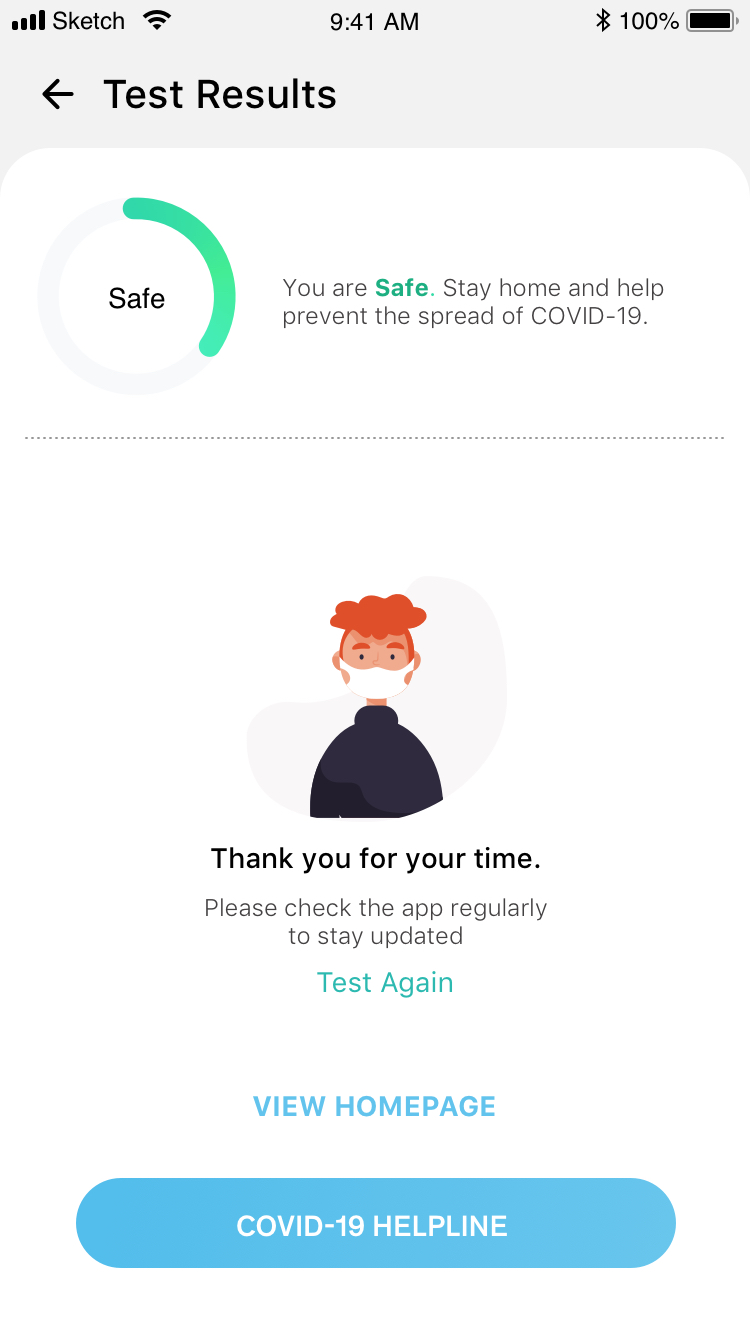 Sketch 9:41 AM 100%
Test Results
Safe
You are Safe. Stay home and help
prevent the spread of COVID-19.
Thank you for your time.
Please check the app regularly
to stay updated
Test Again
VIEW HOMEPAGE
COVID-19 HELPLINE